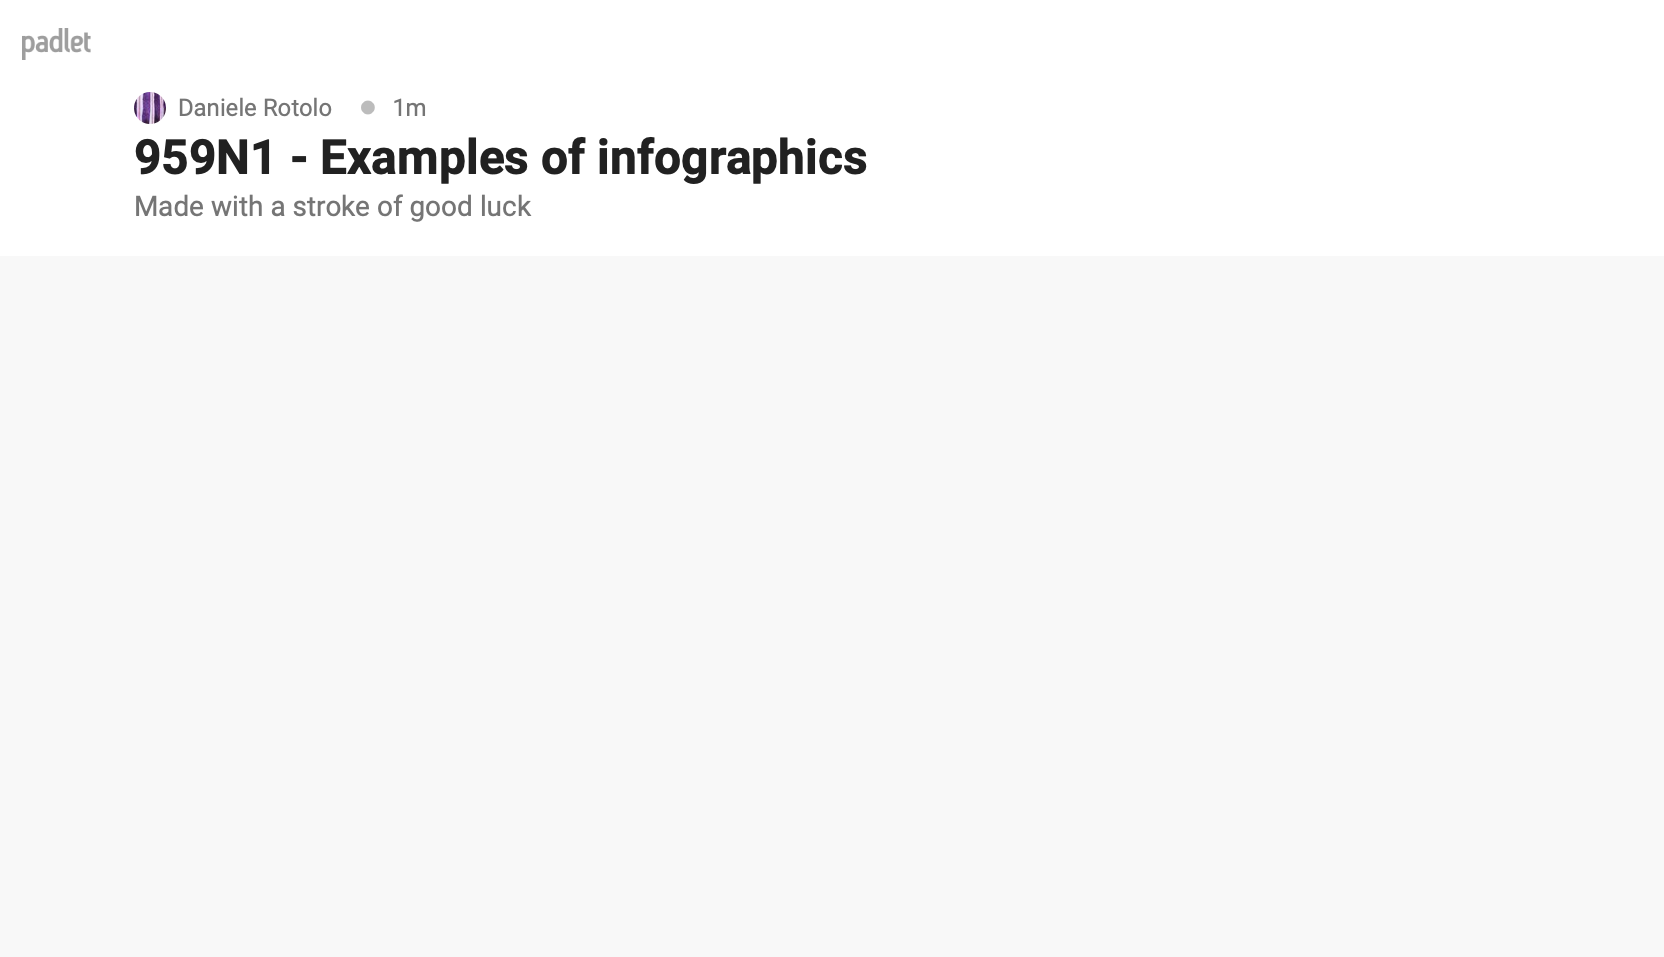 padlet
Daniele Rotolo 1m
959N1 - Examples of infographics
Made with a stroke of good luck